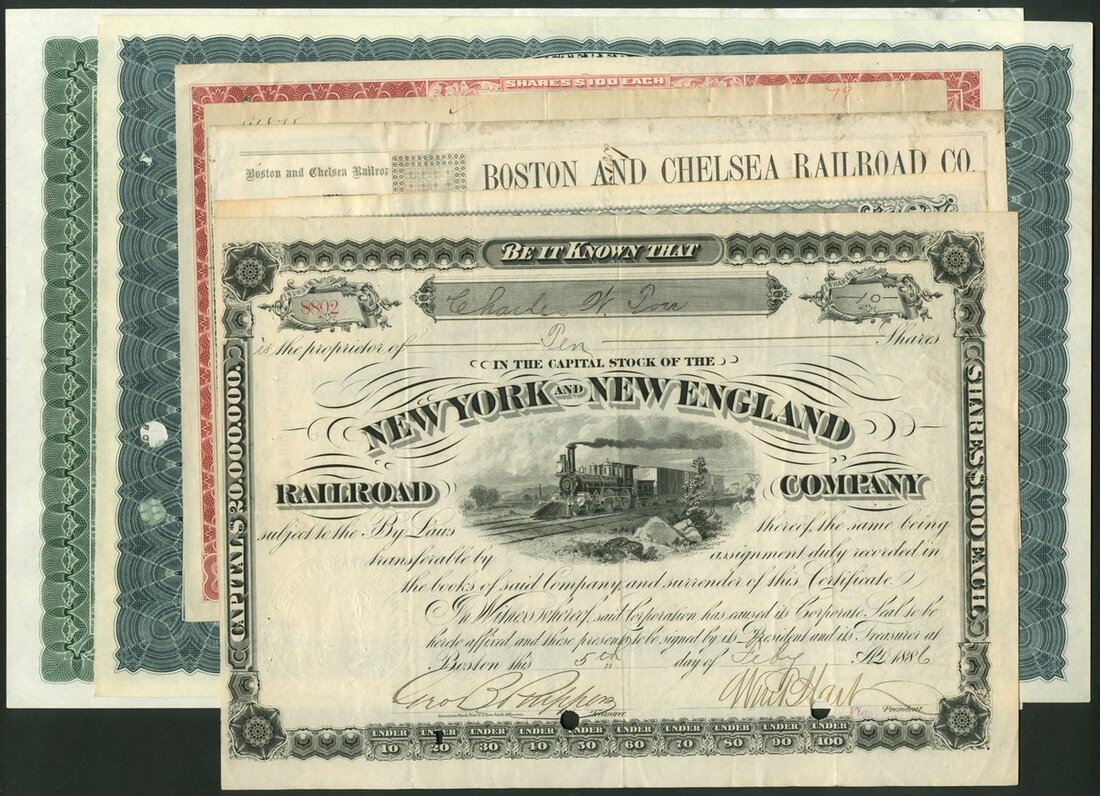 SHARES $100 EACH
79
Boston and Chelsea Railro
BOSTON AND CHELSEA RAILROAD CO.
BE IT KNOWN THAT
8802
Charles W.
SHARES
10
is the proprietor of Ten Shares
IN THE CAPITAL STOCK OF THE
NEW YORK AND NEW ENGLAND
RAILROAD COMPANY
subject to the By Laws thereof, the same being
transferable by assignment duly recorded in
the books of said Company, and surrender of this Certificate.
In Witness whereof, said Corporation has caused its Corporate Seal to be
hereto affixed and these presents to be signed by its President and its Treasurer at
Boston this 5th day of Feby A.D. 1886
Treasurer. President.
CAPITAL $20,000,000.
SHARES $100 EACH.
UNDER 10 UNDER 20 UNDER 30 UNDER 40 UNDER 50 UNDER 60 UNDER 70 UNDER 80 UNDER 90 UNDER 100